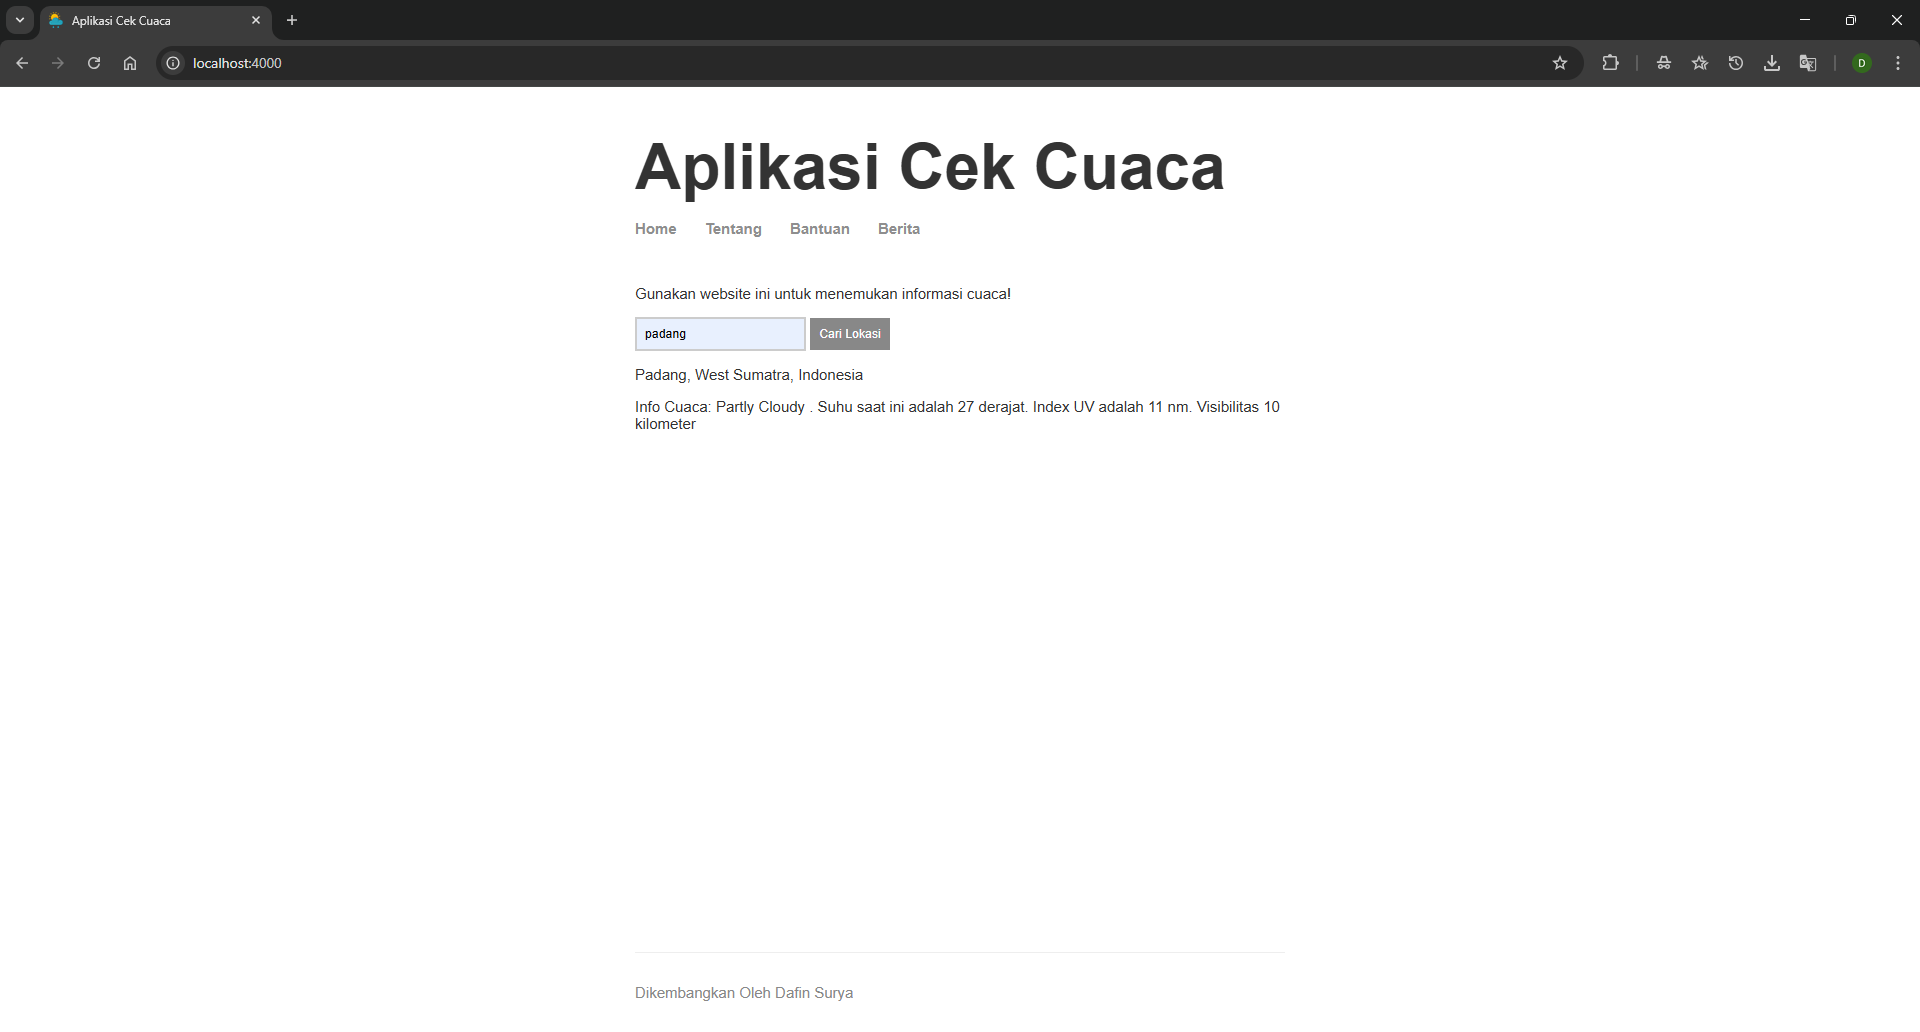 Aplikasi Cek Cuaca
localhost:4000
D
Aplikasi Cek Cuaca
Home Tentang Bantuan Berita
Gunakan website ini untuk menemukan informasi cuaca!
padang Cari Lokasi
Padang, West Sumatra, Indonesia
Info Cuaca: Partly Cloudy . Suhu saat ini adalah 27 derajat. Index UV adalah 11 nm. Visibilitas 10
kilometer
Dikembangkan Oleh Dafin Surya